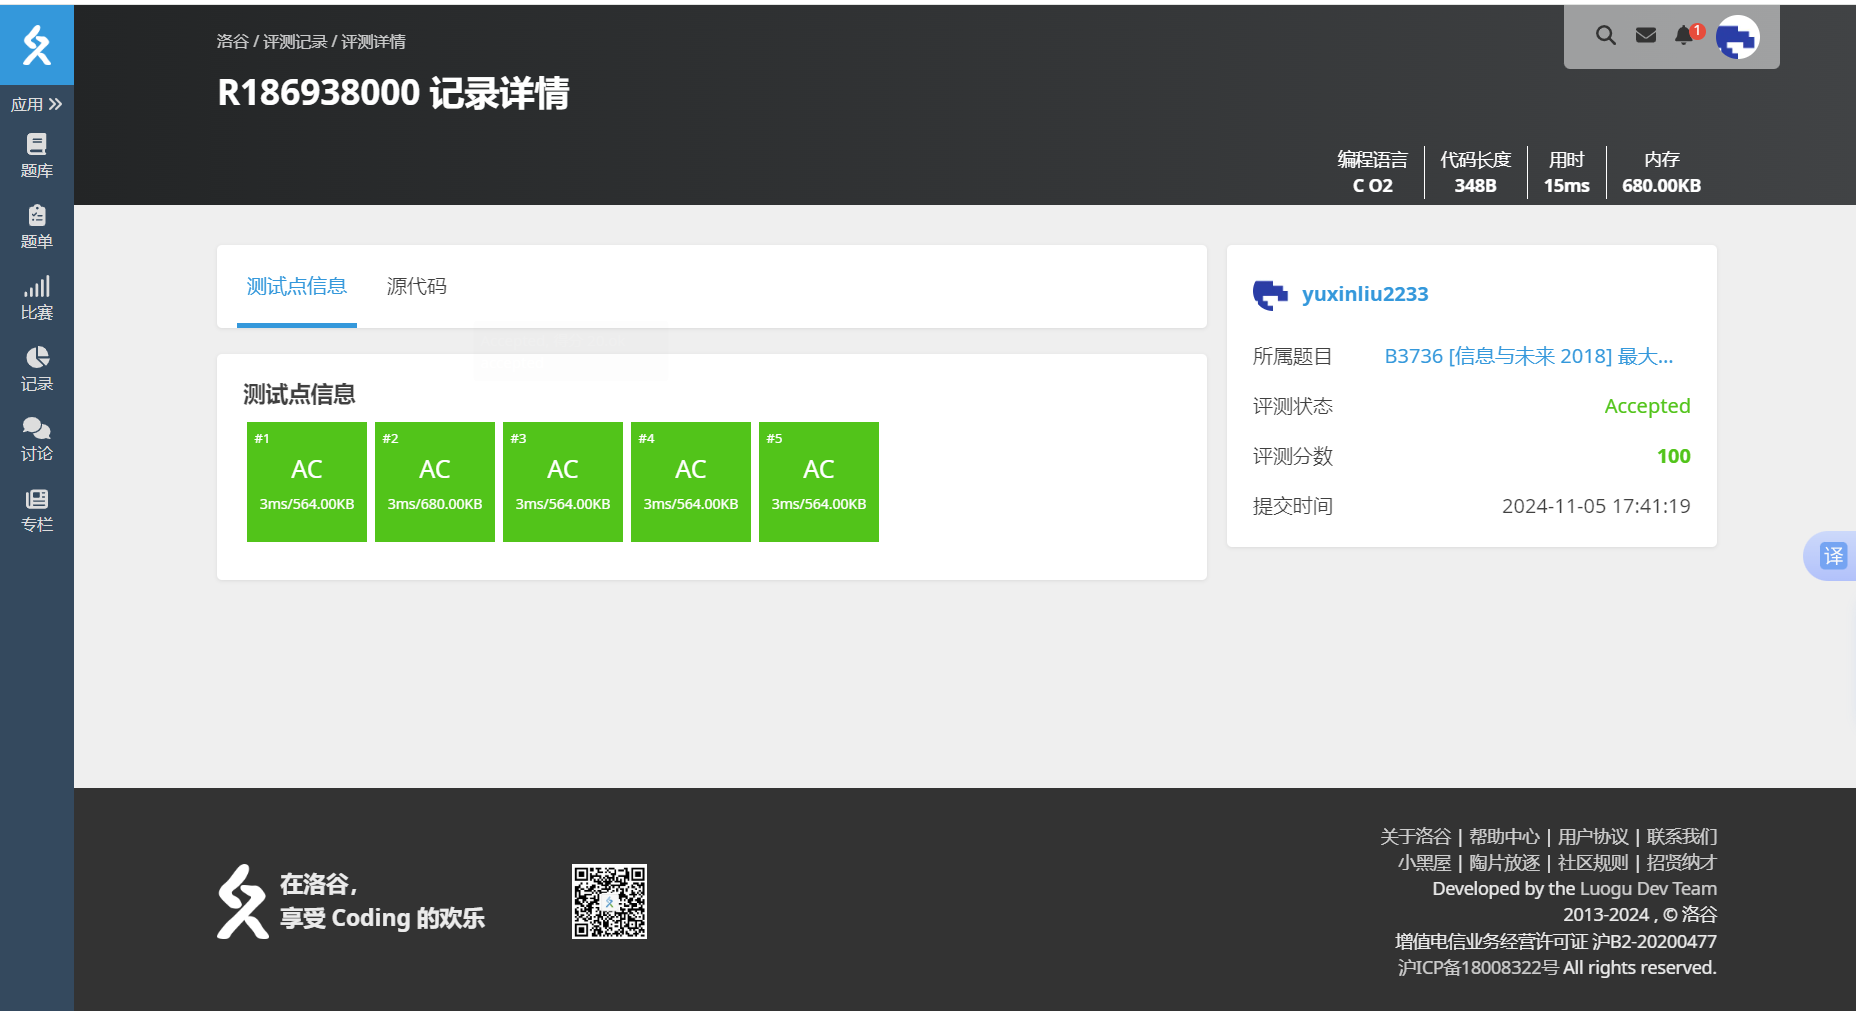 洛谷 / 评测记录 / 评测详情
R186938000 记录详情
1
编程语言 代码长度 用时 内存
C O2 348B 15ms 680.00KB
应用
题库
题单
比赛
记录
讨论
专栏
测试点信息 源代码
测试点信息
#1 #2 #3 #4 #5
AC AC AC AC AC
3ms/564.00KB 3ms/680.00KB 3ms/564.00KB 3ms/564.00KB 3ms/564.00KB
yuxinliu2233
所属题目 B3736 [信息与未来 2018] 最大...
评测状态 Accepted
评测分数 100
提交时间 2024-11-05 17:41:19
译
在洛谷，
享受 Coding 的欢乐
关于洛谷 | 帮助中心 | 用户协议 | 联系我们
小黑屋 | 陶片放逐 | 社区规则 | 招贤纳才
Developed by the Luogu Dev Team
2013-2024 , © 洛谷
增值电信业务经营许可证 沪B2-20200477
沪ICP备18008322号 All rights reserved.